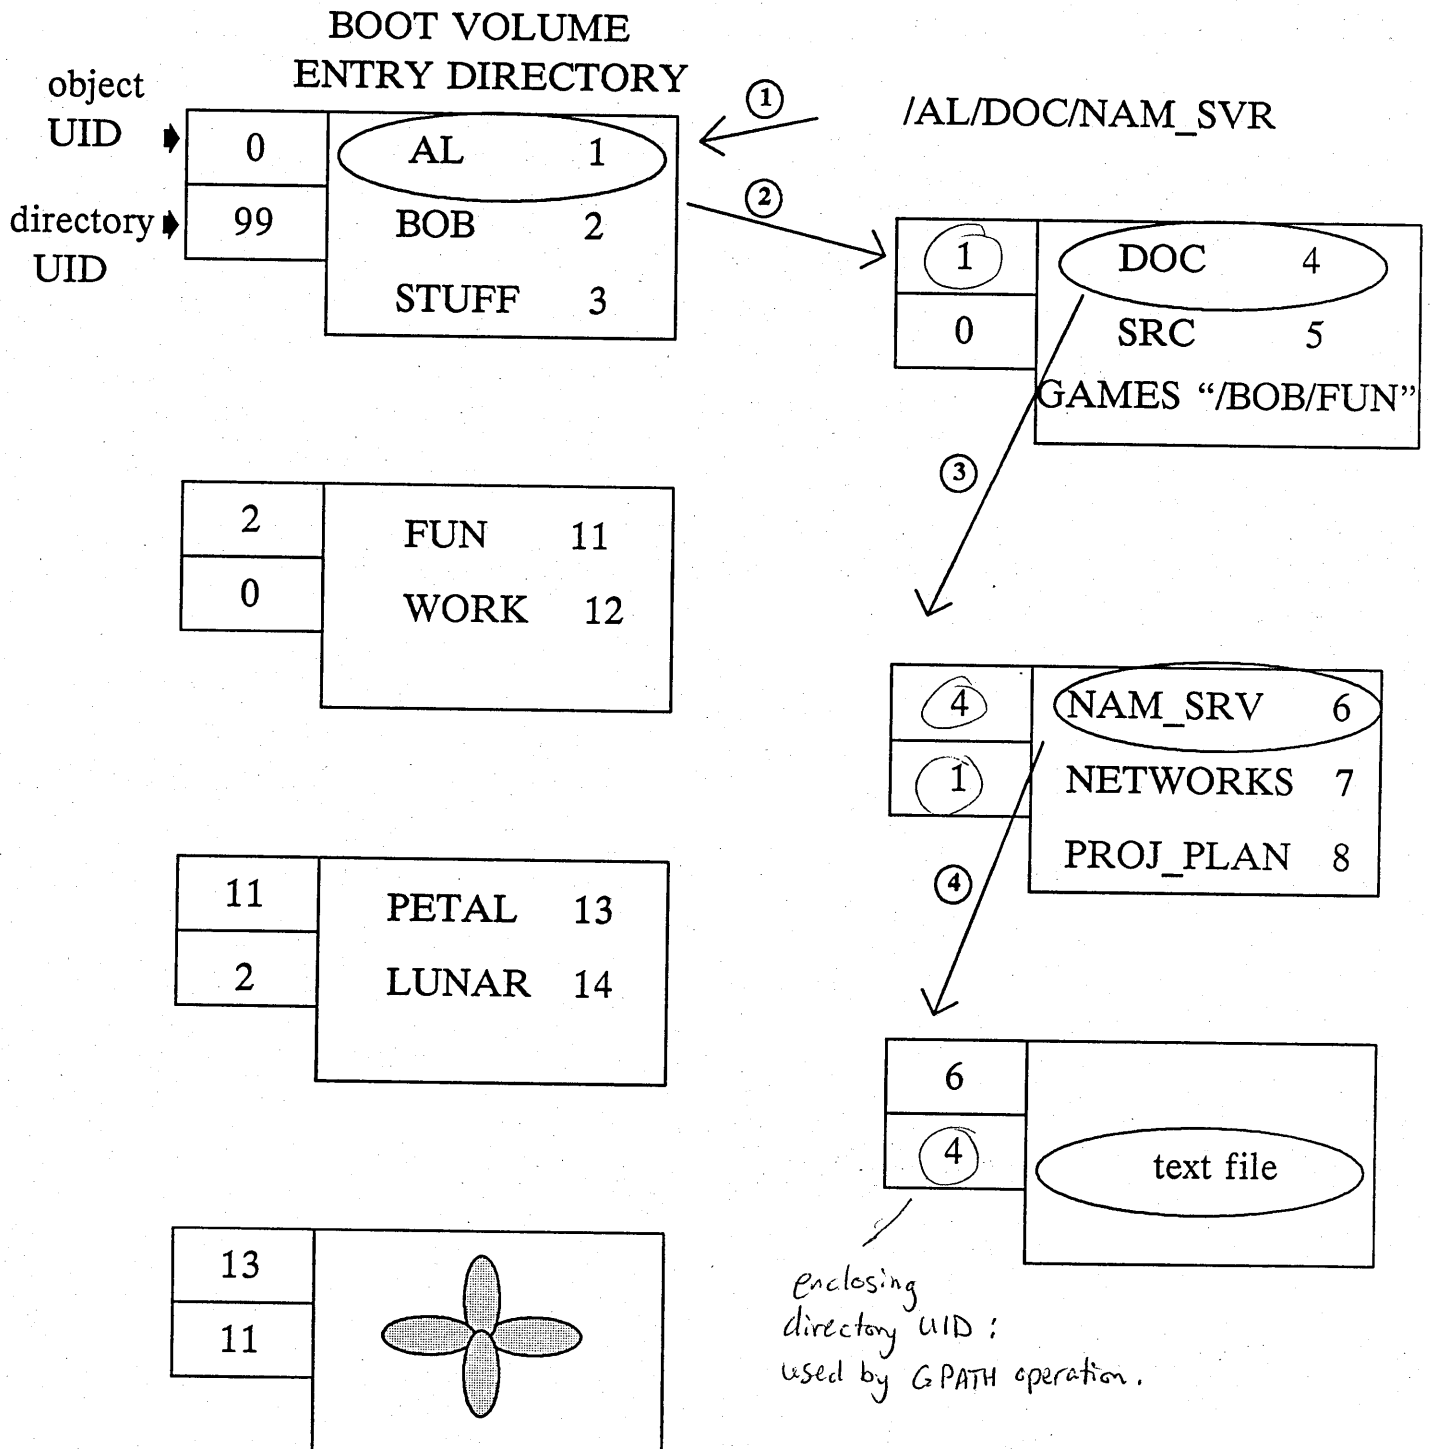 BOOT VOLUME
ENTRY DIRECTORY
object
UID
directory
UID
0
99
AL 1
BOB 2
STUFF 3
1
/AL/DOC/NAM_SVR
2
1
0
DOC 4
SRC 5
GAMES “/BOB/FUN”
3
2
0
FUN 11
WORK 12
4
1
NAM_SRV 6
NETWORKS 7
PROJ_PLAN 8
4
11
2
PETAL 13
LUNAR 14
6
4
text file
13
11
enclosing
directory UID :
used by GPATH operation.